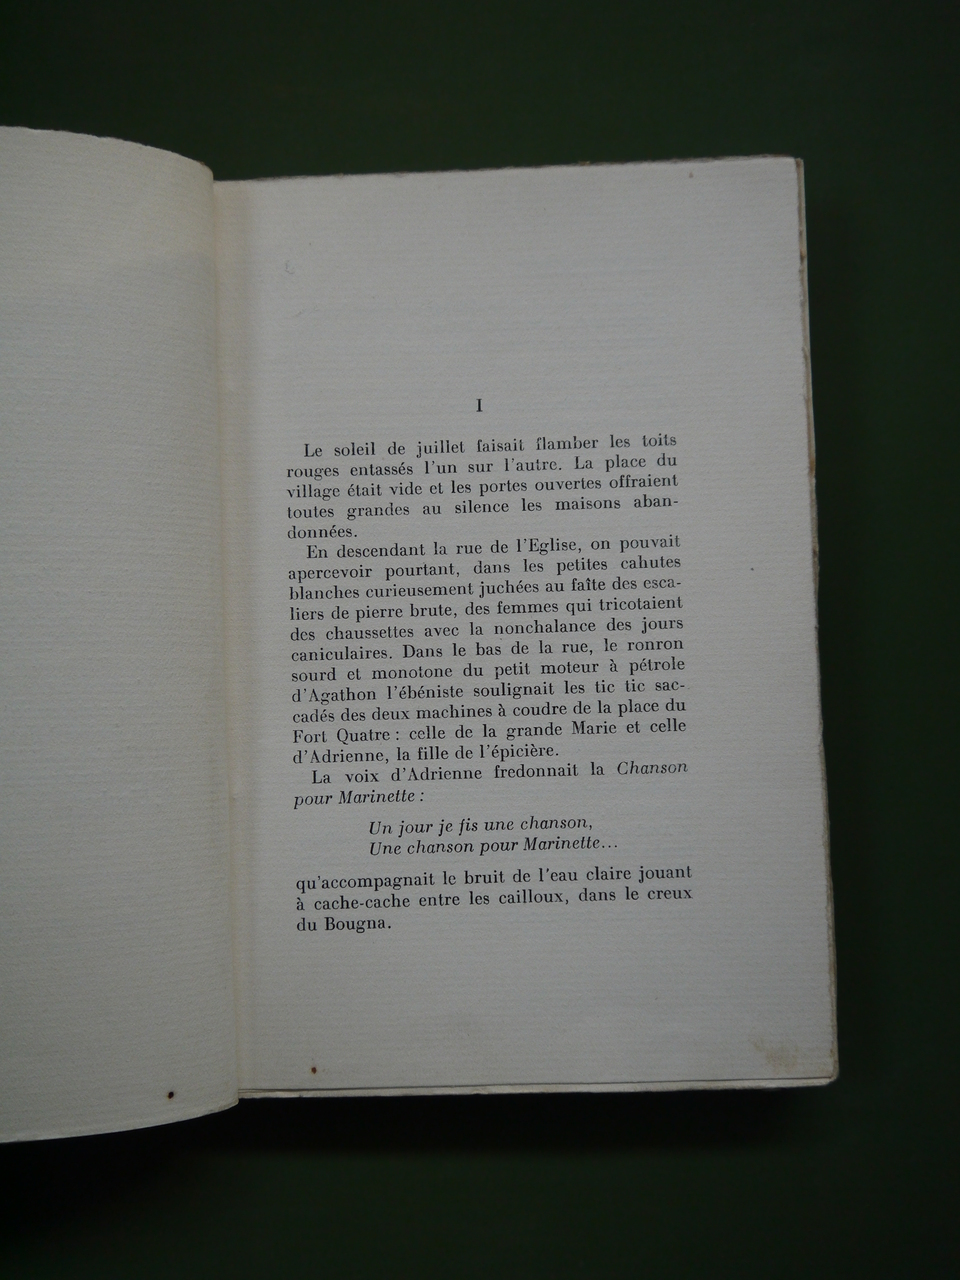 I
Le soleil de juillet faisait flamber les toits
rouges entassés l'un sur l'autre. La place du
village était vide et les portes ouvertes offraient
toutes grandes au silence les maisons aban-
données.
En descendant la rue de l'Eglise, on pouvait
apercevoir pourtant, dans les petites cahutes
blanches curieusement juchées au faîte des esca-
liers de pierre brute, des femmes qui tricotaient
des chaussettes avec la nonchalance des jours
caniculaires. Dans le bas de la rue, le ronron
sourd et monotone du petit moteur à pétrole
d'Agathon l'ébéniste soulignait les tic tic sac-
cadés des deux machines à coudre de la place du
Fort Quatre : celle de la grande Marie et celle
d'Adrienne, la fille de l'épicière.
La voix d'Adrienne fredonnait la Chanson
pour Marinette :
Un jour je fis une chanson,
Une chanson pour Marinette...
qu'accompagnait le bruit de l'eau claire jouant
à cache-cache entre les cailloux, dans le creux
du Bougna.